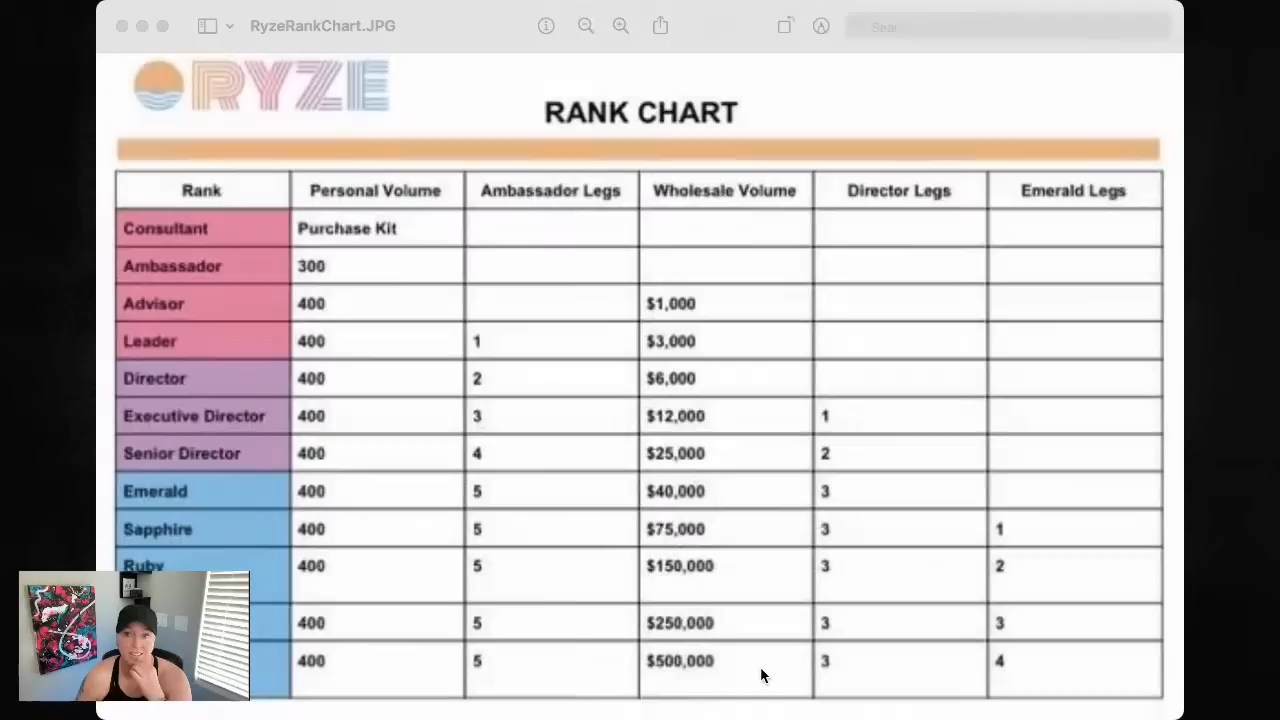 RyzeRankChart.JPG
Sear
RYZE
RANK CHART
Rank Personal Volume Ambassador Legs Wholesale Volume Director Legs Emerald Legs
Consultant Purchase Kit
Ambassador 300
Advisor 400 $1,000
Leader 400 1 $3,000
Director 400 2 $6,000
Executive Director 400 3 $12,000 1
Senior Director 400 4 $25,000 2
Emerald 400 5 $40,000 3
Sapphire 400 5 $75,000 3 1
Ruby 400 5 $150,000 3 2
400 5 $250,000 3 3
400 5 $500,000 3 4